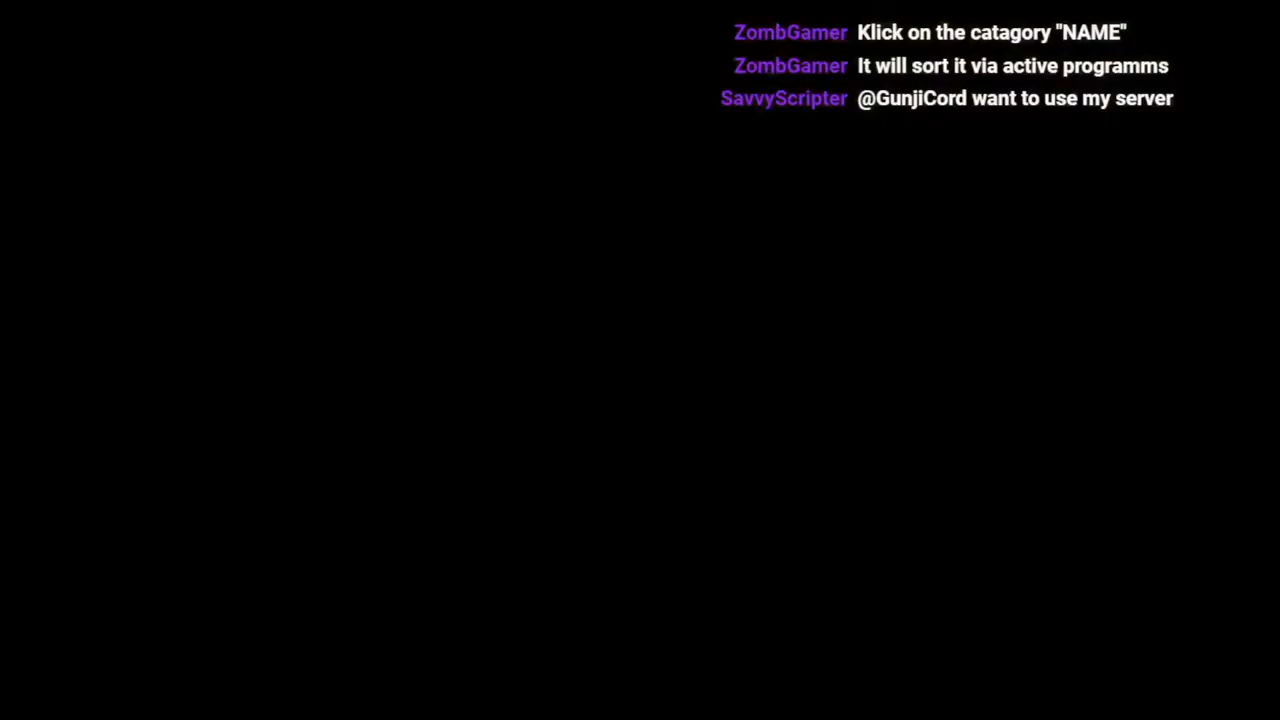 ZombGamer Klick on the catagory "NAME"
ZombGamer It will sort it via active programms
SavvyScripter @GunjiCord want to use my server